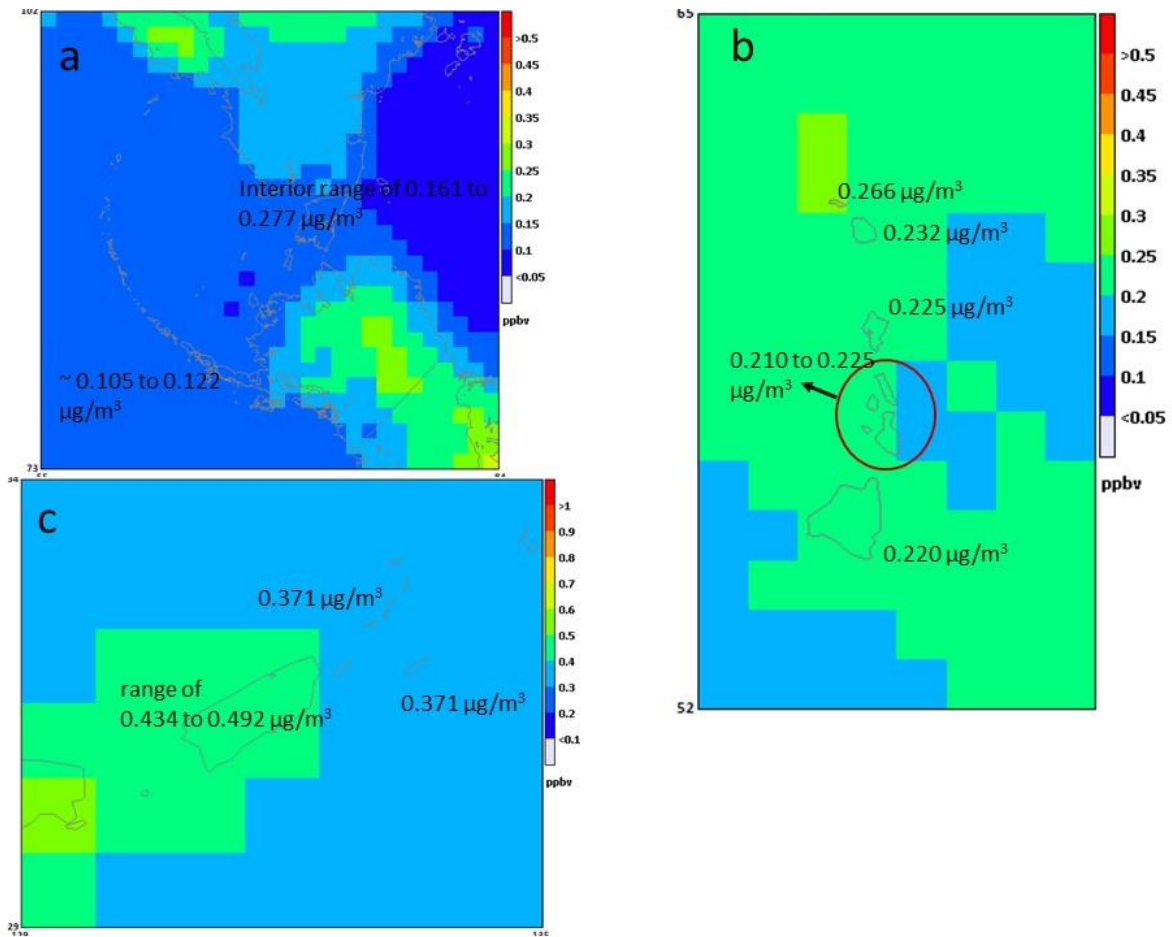 102
a
>0.5
0.45
0.4
0.35
0.3
0.25
0.2
0.15
0.1
<0.05
ppbv
Interior range of 0.161 to
0.277 µg/m³
~ 0.105 to 0.122
µg/m³
73
65
b
>0.5
0.45
0.4
0.35
0.3
0.25
0.2
0.15
0.1
<0.05
ppbv
0.266 µg/m³
0.232 µg/m³
0.225 µg/m³
0.210 to 0.225
µg/m³
0.220 µg/m³
52
34
c
>1
0.9
0.8
0.7
0.6
0.5
0.4
0.3
0.2
<0.1
ppbv
0.371 µg/m³
range of
0.434 to 0.492 µg/m³
0.371 µg/m³
29